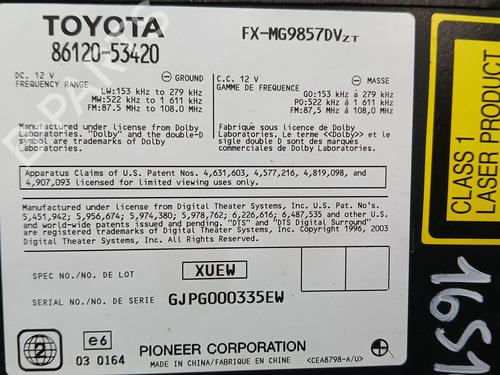 TOYOTA
86120-53420
FX-MG9857DVZT
DC. 12 V
GROUND
FREQUENCY RANGE
LW:153 kHz to 279 kHz
MW:522 kHz to 1 611 kHz
FM:87.5 MHz to 108.0 MHz
C.C. 12 V
MASSE
GAMME DE FREQUENCE
GO:153 kHz à 279 kHz
PO:522 kHz à 1 611 kHz
FM:87,5 MHz à 108,0 MHz
Manufactured under license from Dolby
Laboratories. "Dolby" and the double-D
symbol are trademarks of Dolby
Laboratories.
Fabriqué sous licence de Dolby
Laboratories. Le terme <<dolby>> et le
sigle double D sont des marques
commerciales de Dolby Laboratories.
Apparatus Claims of U.S. Patent Nos. 4,631,603, 4,577,216, 4,819,098, and
4,907,093 licensed for limited viewing uses only.
Manufactured under license from Digital Theater Systems, Inc. U.S. Pat. No's.
5,451,942; 5,956,674; 5,974,380; 5,978,762; 6,226,616; 6,487,535 and other U.S.
and world-wide patents issued and pending. "DTS" and "DTS Digital Surround"
are registered trademarks of Digital Theater Systems, Inc. Copyright 1996, 2003
Digital Theater Systems, Inc. All Rights Reserved.
SPEC NO./NO. DE LOT
XUEW
SERIAL NO./NO. DE SERIE
GJPG000335EW
2
e6
03 0164
PIONEER CORPORATION
MADE IN CHINA/FABRIQUE EN CHINE
<CEA8798-A/U>
CLASS 1
LASER PRODUCT
1651